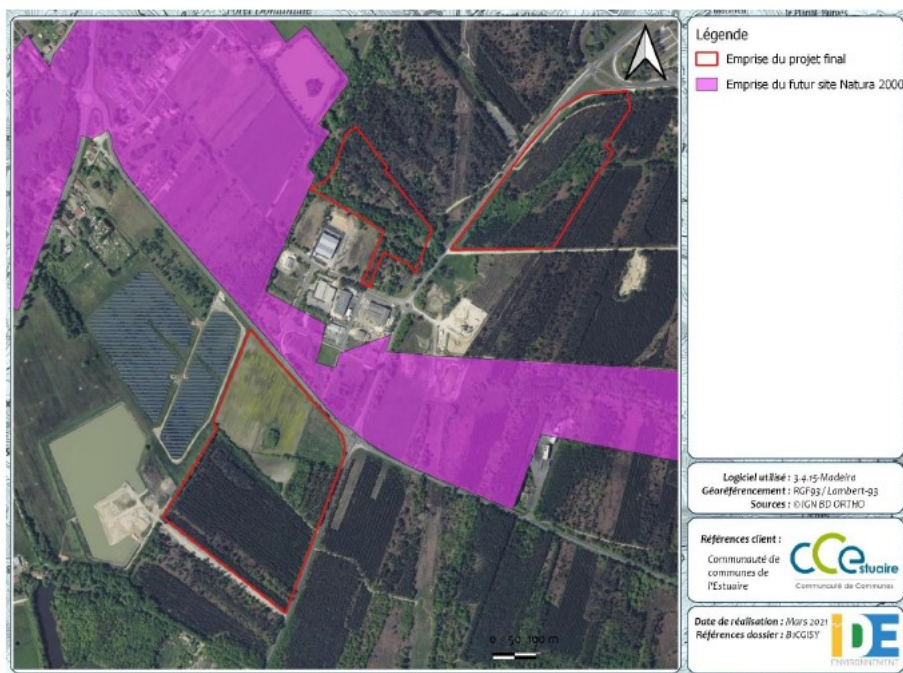 Légende
Emprise du projet final
Emprise du futur site Natura 2000
Logiciel utilisé : 3.4.15-Madeira
Géoréférencement : RGF93 / Lambert-93
Sources : ©IGN BD ORTHO
Références client :
Communauté de
communes de
l'Estuaire
CCEstuaire
Communauté de Communes
Date de réalisation : Mars 2021
Références dossier :
IDE
ENVIRONNEMENT
0 50 100 m